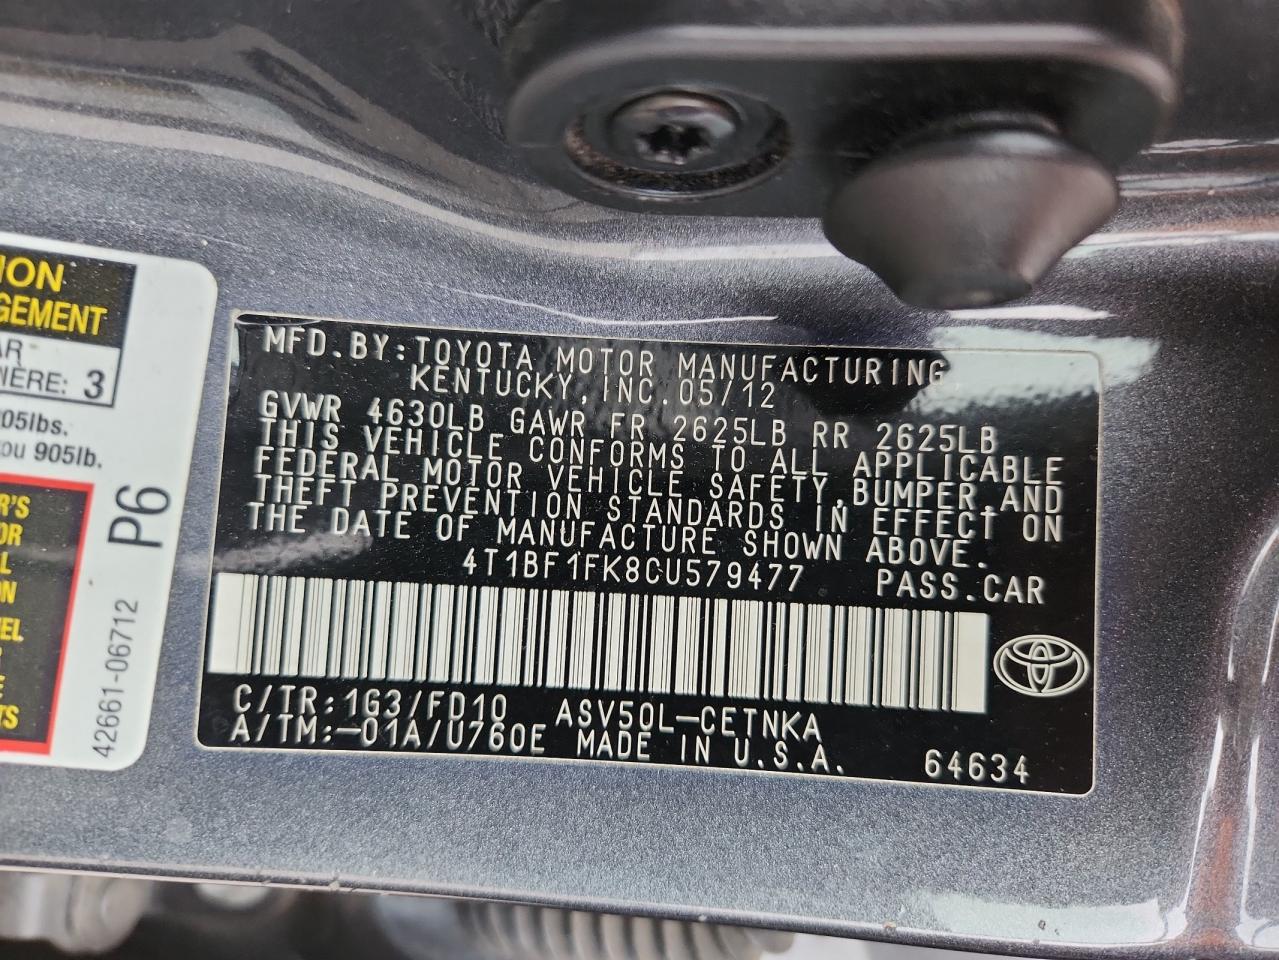 ION
GEMENT
AR
NERE: 3
905lbs.
ou 905lb.
R'S
OR
L
ON
EL
E
TS
P6
42661-06712
MFD.BY:TOYOTA MOTOR MANUFACTURING
KENTUCKY, INC.05/12
GVWR 4630LB GAWR FR 2625LB RR 2625LB
THIS VEHICLE CONFORMS TO ALL APPLICABLE
FEDERAL MOTOR VEHICLE SAFETY,BUMPER,AND
THEFT PREVENTION STANDARDS IN EFFECT ON
THE DATE OF MANUFACTURE SHOWN ABOVE.
4T1BF1FK8CU579477 PASS.CAR
C/TR:1G3/FD10 ASV50L-CETNKA
A/TM:-01A/U760E MADE IN U.S.A. 64634